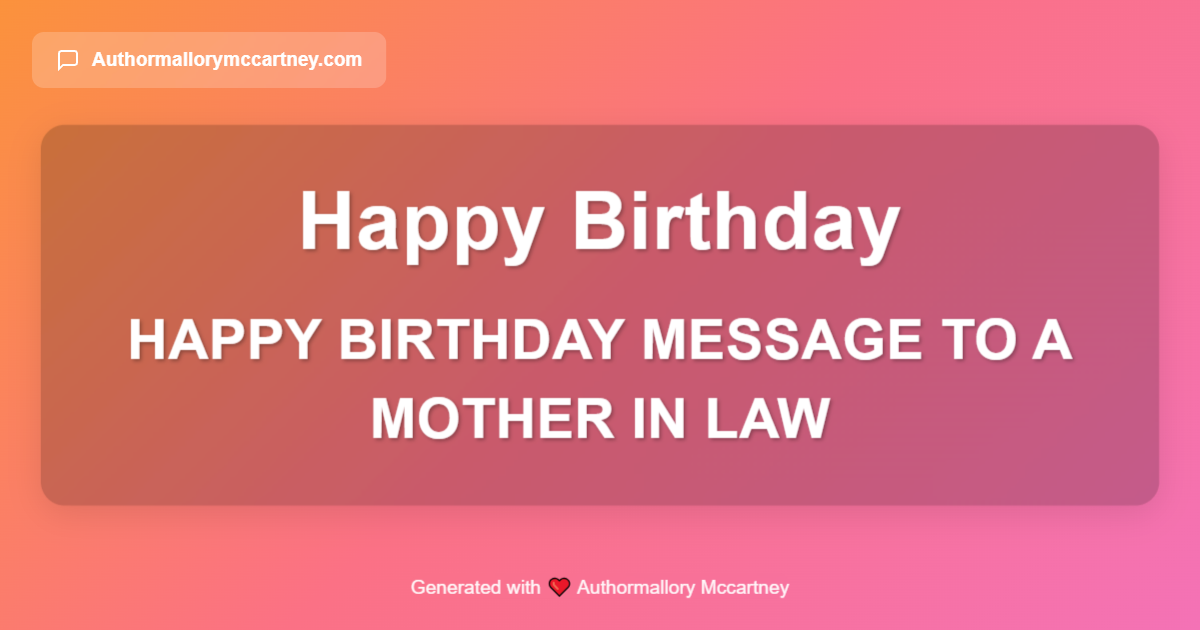 Authormallorymccartney.com
Happy Birthday
HAPPY BIRTHDAY MESSAGE TO A
MOTHER IN LAW
Generated with ❤️ Authormallory Mccartney